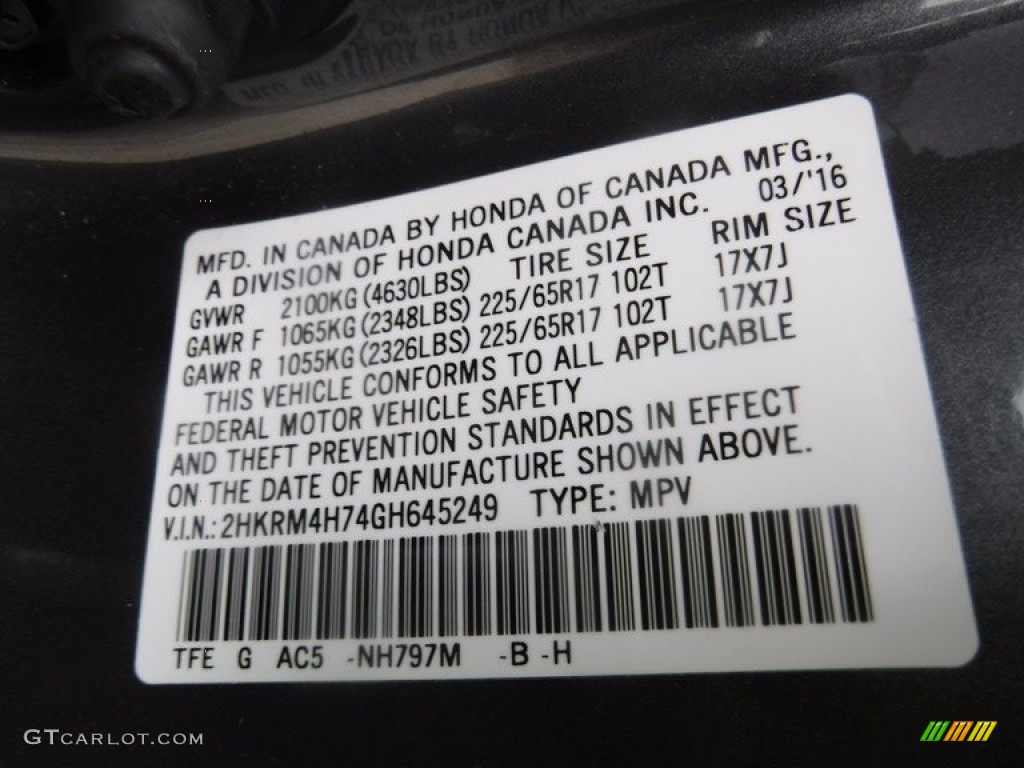 MFD. IN CANADA BY HONDA OF CANADA MFG.,
A DIVISION OF HONDA CANADA INC. 03/'16
GVWR 2100KG (4630LBS) TIRE SIZE RIM SIZE
GAWR F 1065KG (2348LBS) 225/65R17 102T 17X7J
GAWR R 1055KG (2326LBS) 225/65R17 102T 17X7J
THIS VEHICLE CONFORMS TO ALL APPLICABLE
FEDERAL MOTOR VEHICLE SAFETY
AND THEFT PREVENTION STANDARDS IN EFFECT
ON THE DATE OF MANUFACTURE SHOWN ABOVE.
V.I.N.: 2HKRM4H74GH645249 TYPE: MPV
TFE G AC5 -NH797M -B -H
GTCARLOT.COM